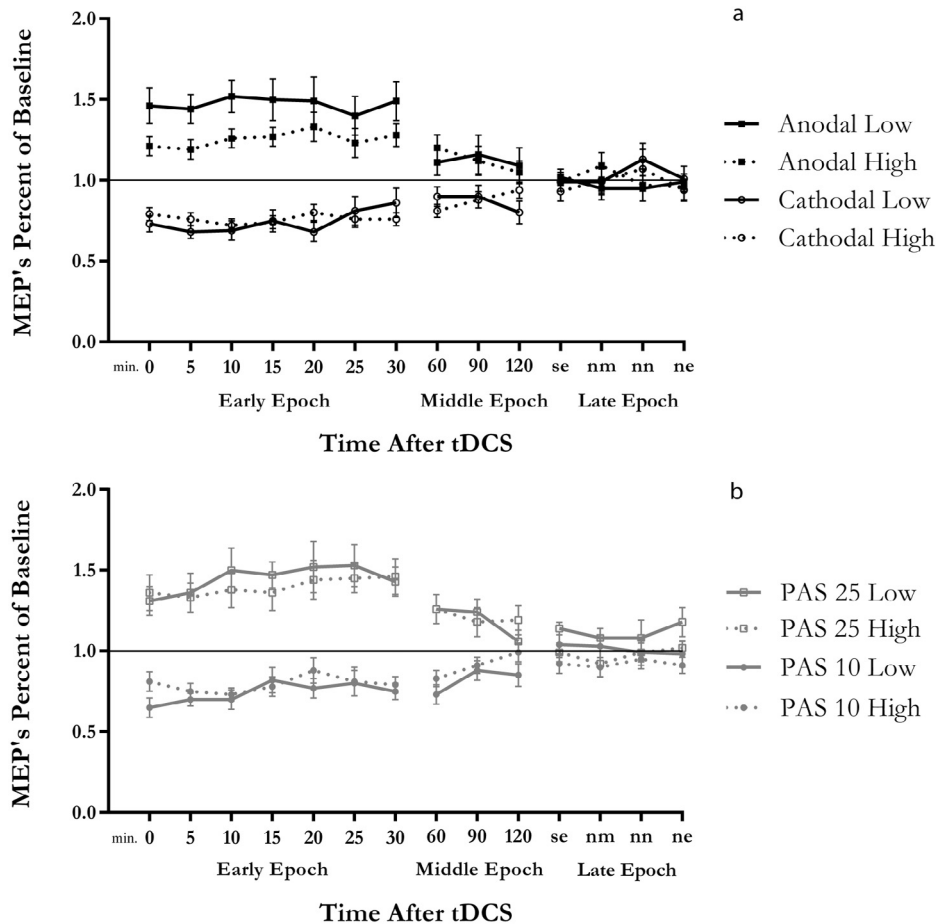 a
2.0
1.5
1.0
0.5
0.0
MEP's Percent of Baseline
min. 0 5 10 15 20 25 30 60 90 120 se nm nn ne
Early Epoch Middle Epoch Late Epoch
Time After tDCS
Anodal Low
Anodal High
Cathodal Low
Cathodal High
b
2.0
1.5
1.0
0.5
0.0
MEP's Percent of Baseline
min. 0 5 10 15 20 25 30 60 90 120 se nm nn ne
Early Epoch Middle Epoch Late Epoch
Time After tDCS
PAS 25 Low
PAS 25 High
PAS 10 Low
PAS 10 High